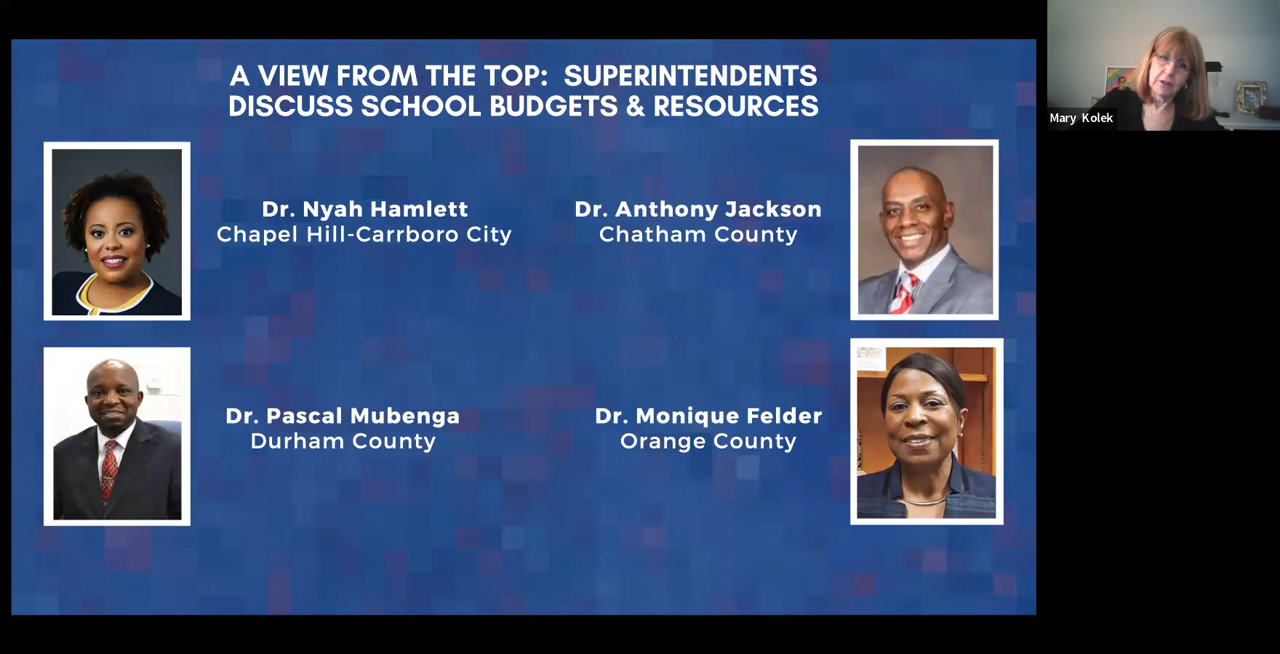 A VIEW FROM THE TOP:  SUPERINTENDENTS
DISCUSS SCHOOL BUDGETS & RESOURCES
Dr. Nyah Hamlett
Chapel Hill-Carrboro City
Dr. Anthony Jackson
Chatham County
Dr. Pascal Mubenga
Durham County
Dr. Monique Felder
Orange County
Mary Kolek